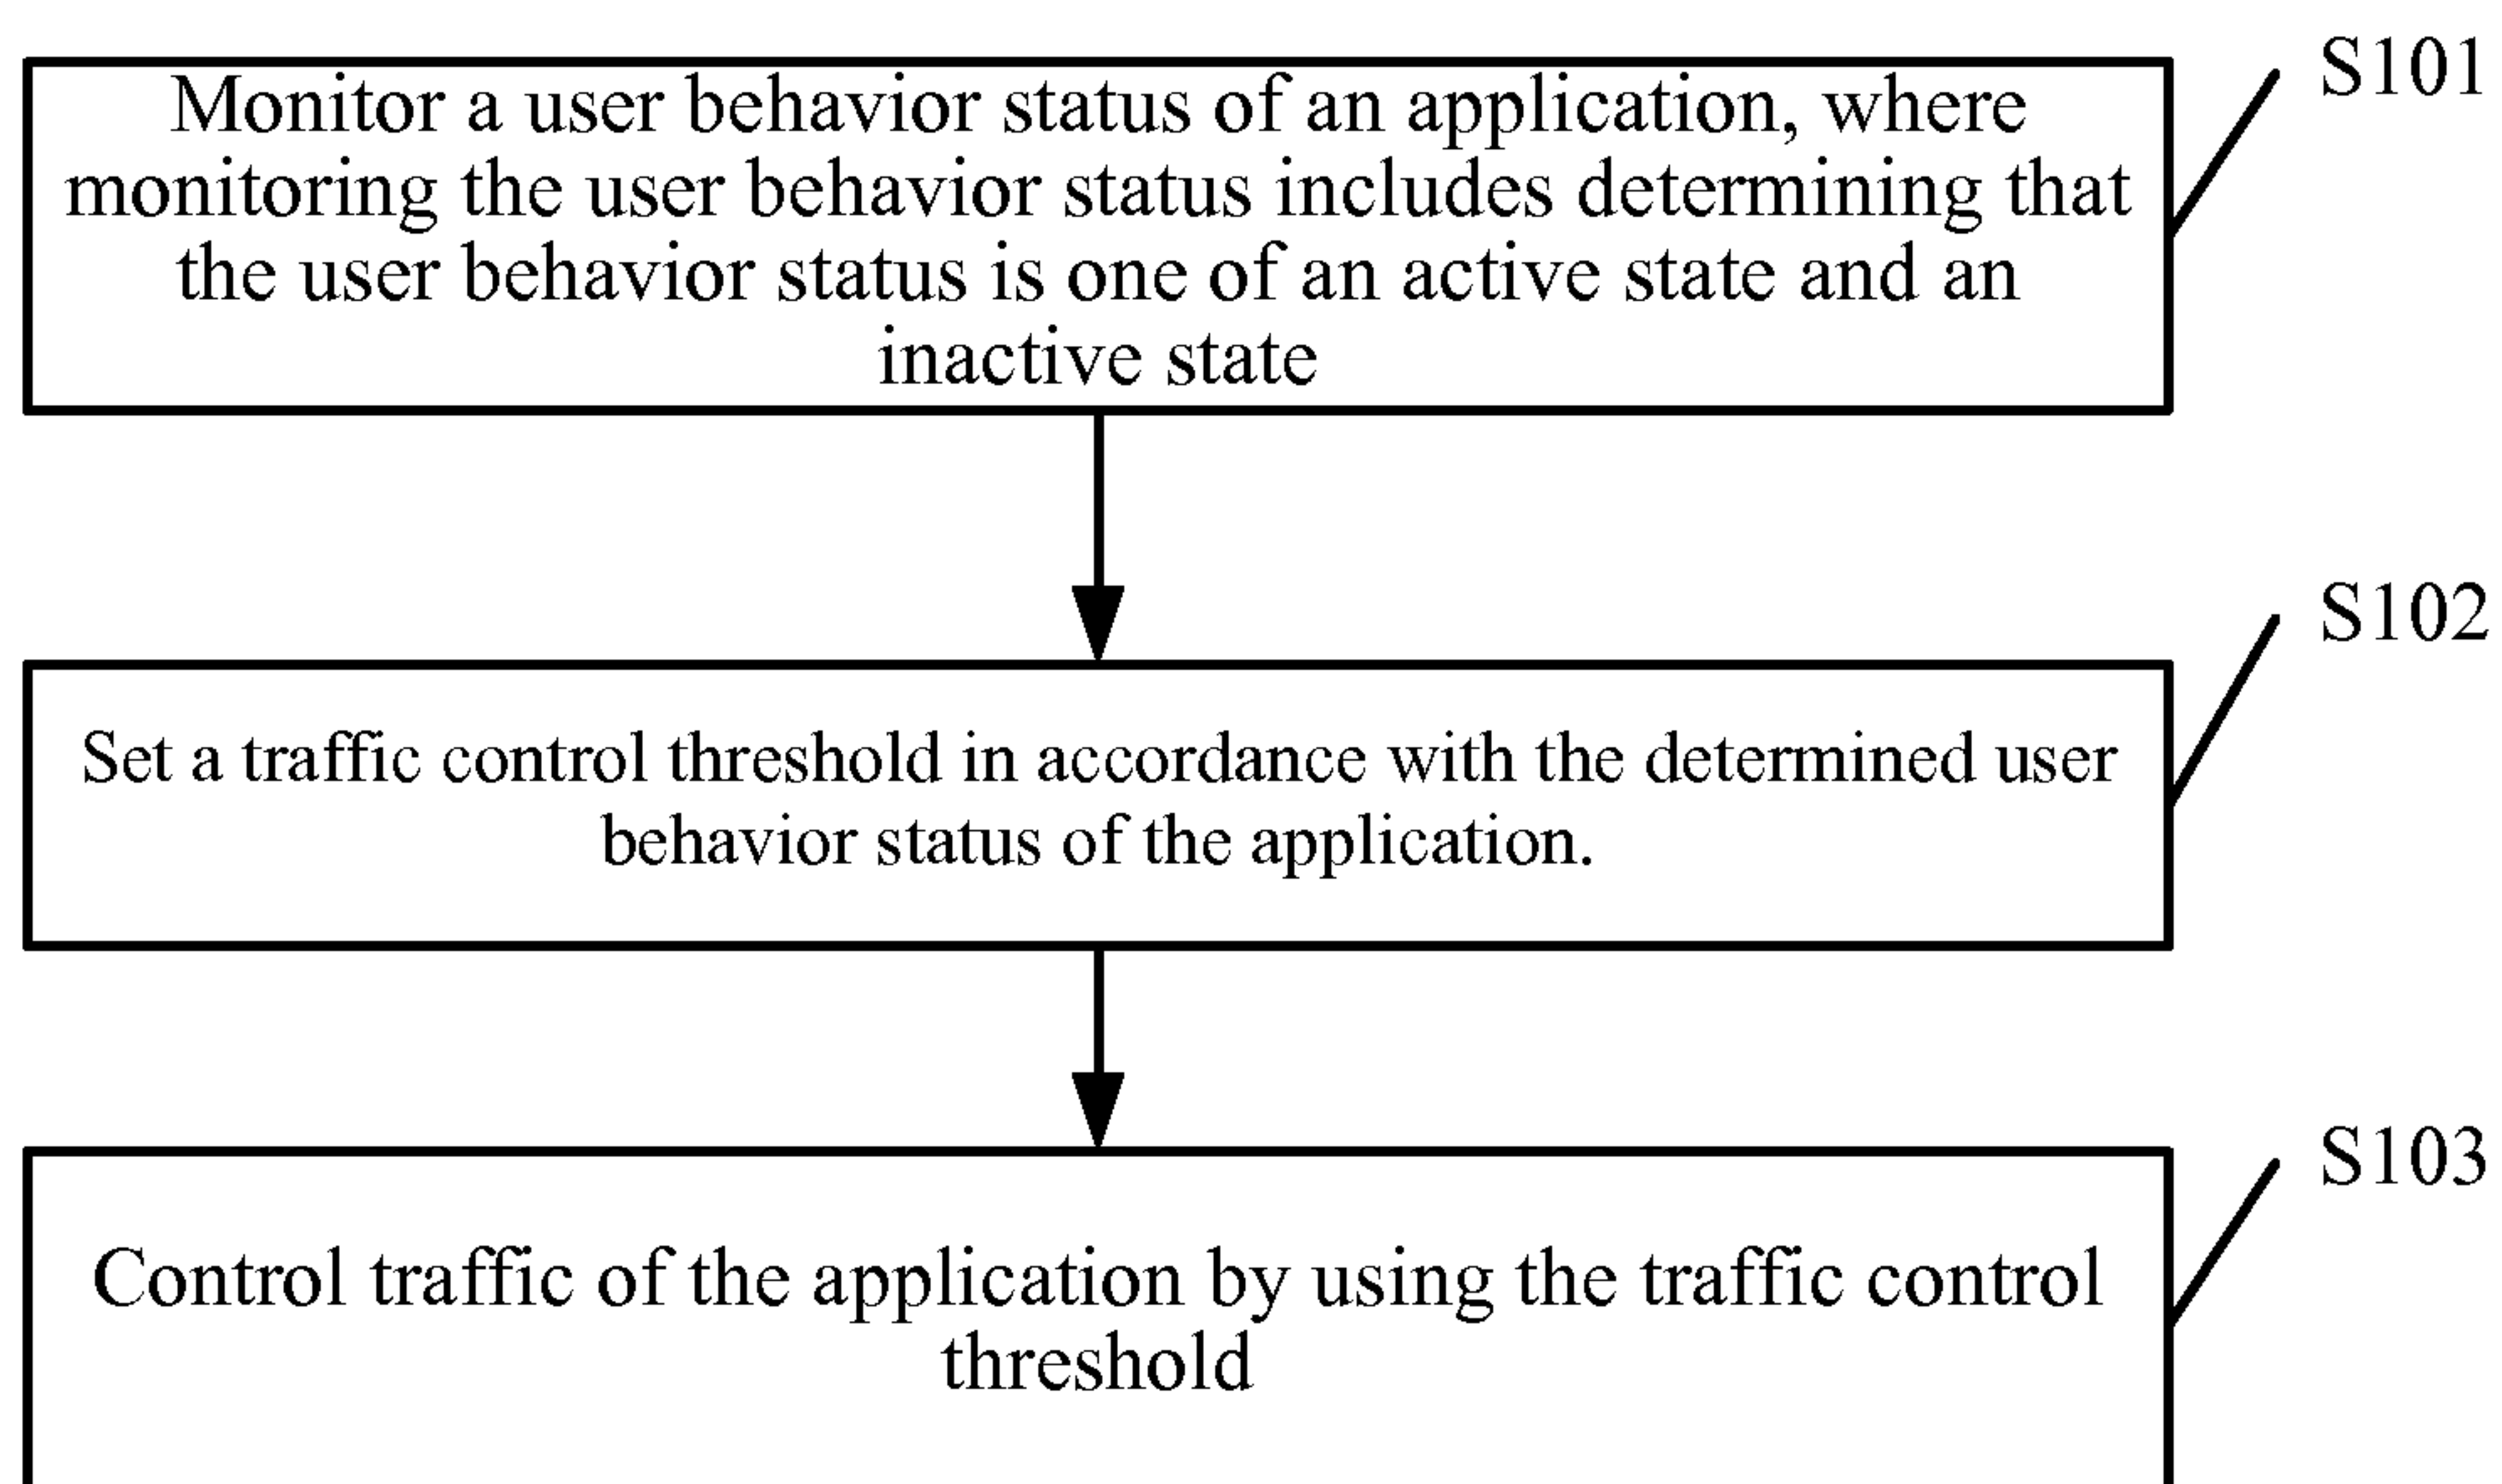 S101
Monitor a user behavior status of an application, where
monitoring the user behavior status includes determining that
the user behavior status is one of an active state and an
inactive state
S102
Set a traffic control threshold in accordance with the determined user
behavior status of the application.
S103
Control traffic of the application by using the traffic control
threshold